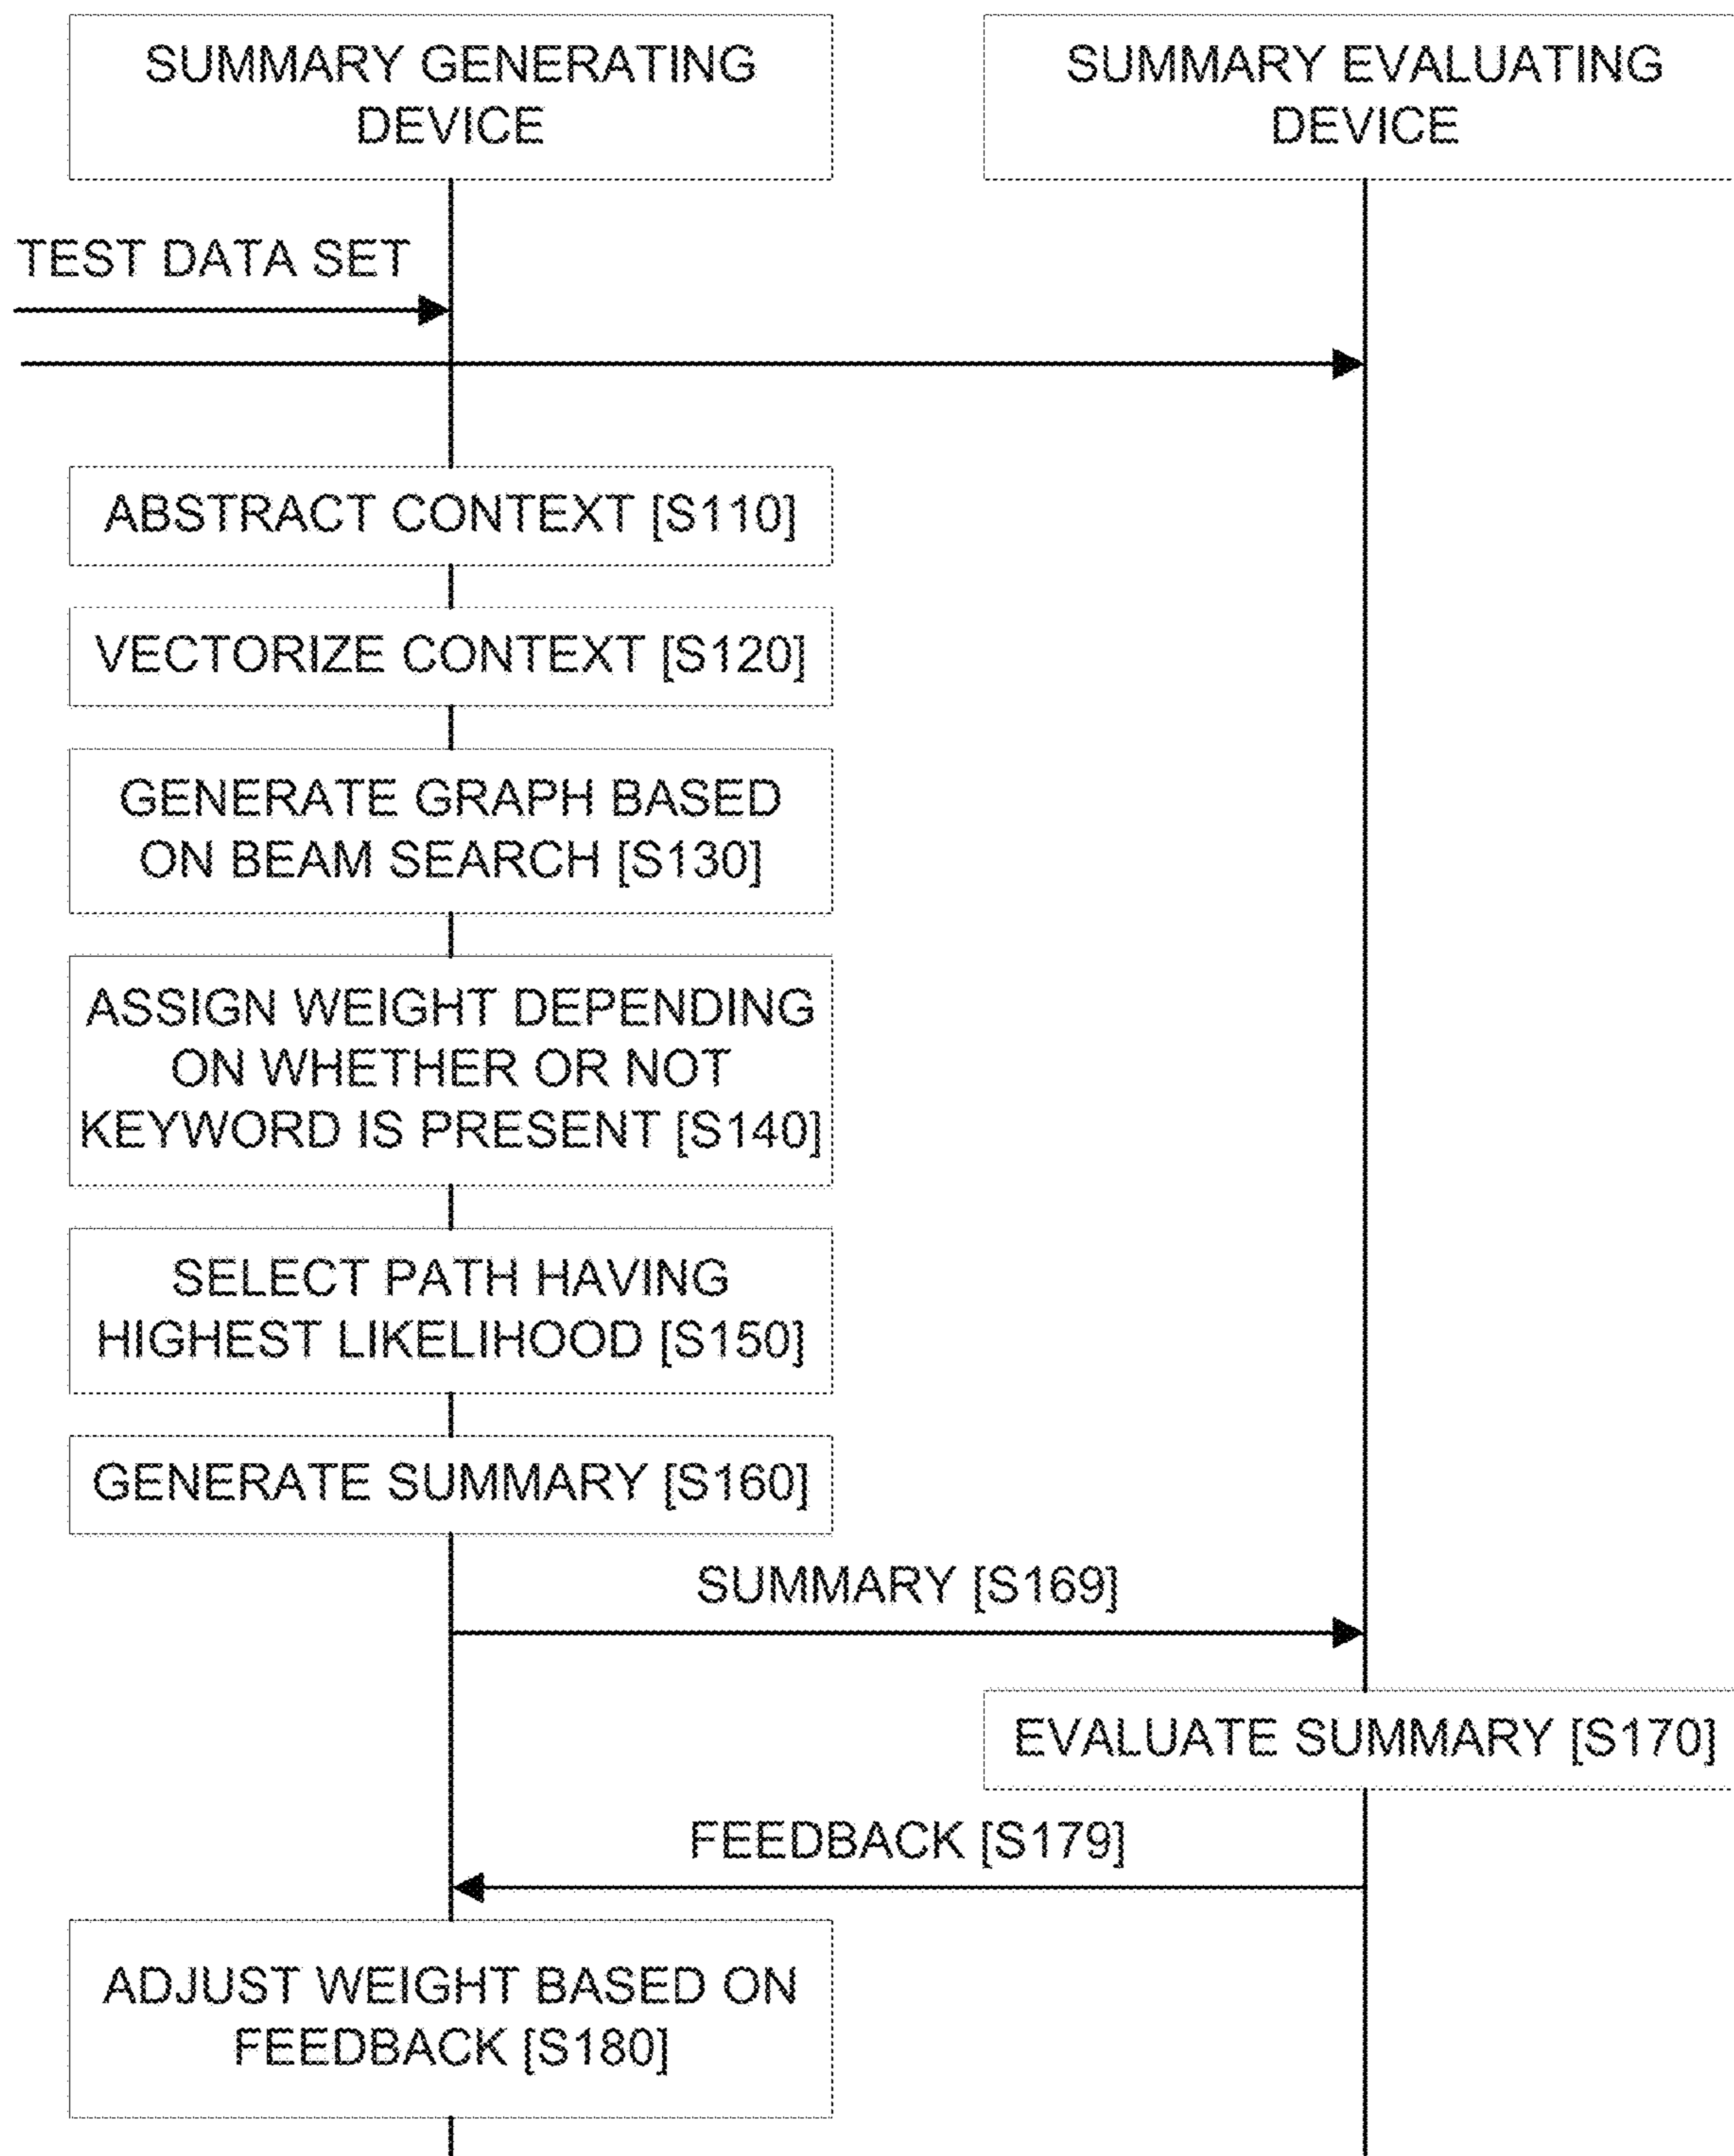 SUMMARY GENERATING
DEVICE
SUMMARY EVALUATING
DEVICE
TEST DATA SET
ABSTRACT CONTEXT [S110]
VECTORIZE CONTEXT [S120]
GENERATE GRAPH BASED
ON BEAM SEARCH [S130]
ASSIGN WEIGHT DEPENDING
ON WHETHER OR NOT
KEYWORD IS PRESENT [S140]
SELECT PATH HAVING
HIGHEST LIKELIHOOD [S150]
GENERATE SUMMARY [S160]
SUMMARY [S169]
EVALUATE SUMMARY [S170]
FEEDBACK [S179]
ADJUST WEIGHT BASED ON
FEEDBACK [S180]